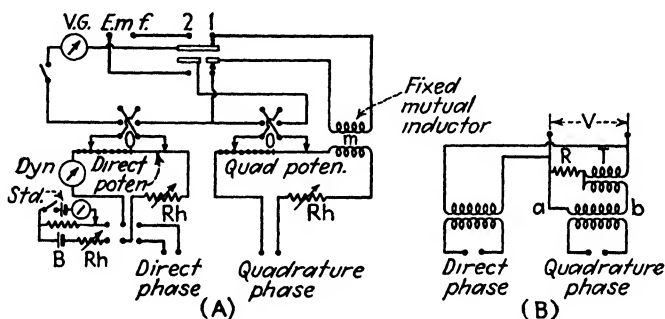 V.G. E.m.f. 2 1
Fixed
mutual
inductor
m
O O
Dyn
Direct
poten.
Quad poten.
Std.
Rh Rh
B Rh
Direct
phase
Quadrature
phase
(A)
V
R T
a b
Direct
phase
Quadrature
phase
(B)